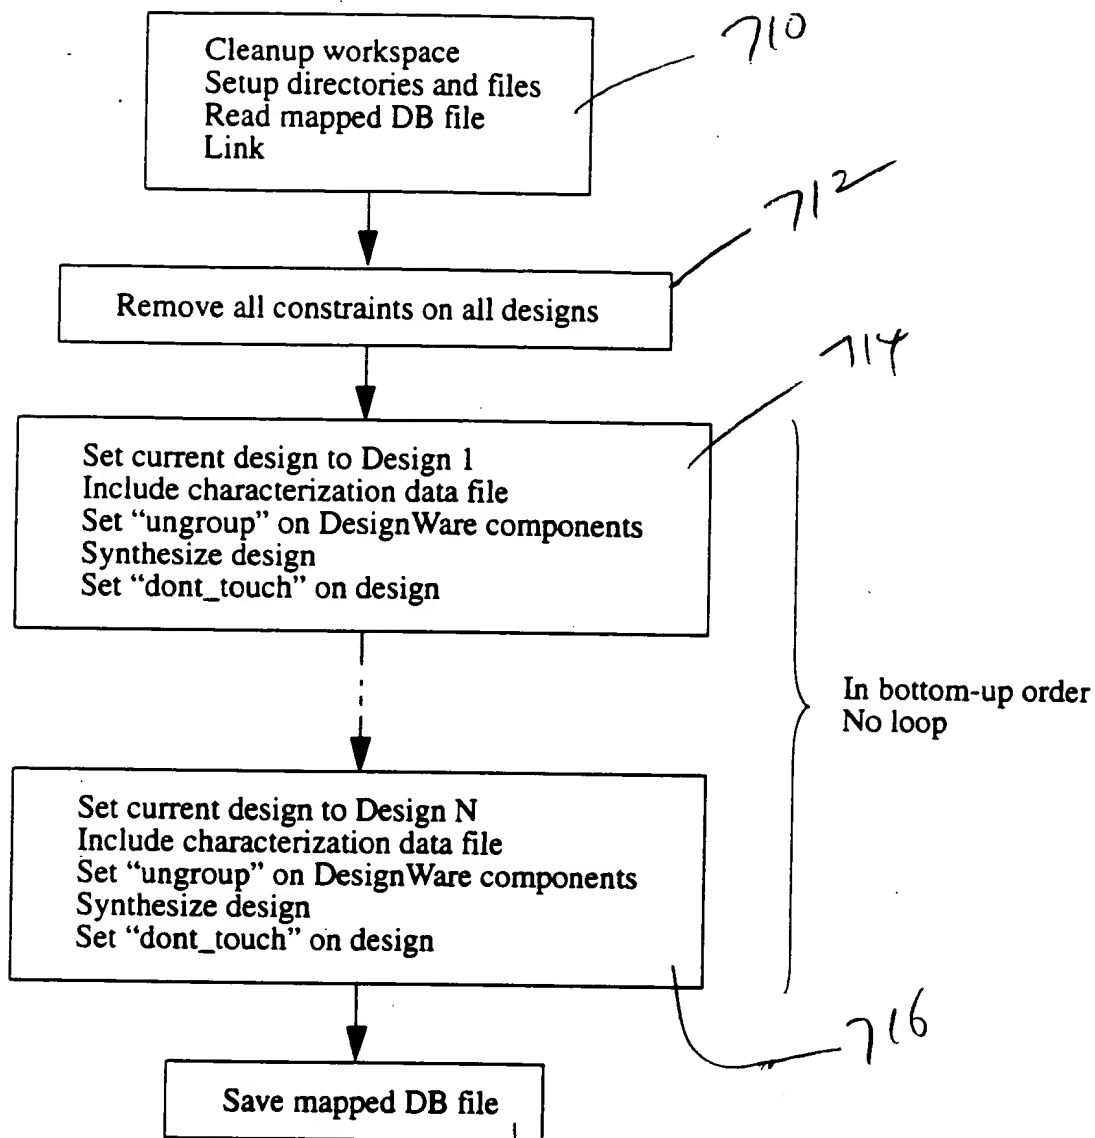 710
Cleanup workspace
Setup directories and files
Read mapped DB file
Link
712
Remove all constraints on all designs
714
Set current design to Design 1
Include characterization data file
Set “ungroup” on DesignWare components
Synthesize design
Set “dont_touch” on design
In bottom-up order
No loop
Set current design to Design N
Include characterization data file
Set “ungroup” on DesignWare components
Synthesize design
Set “dont_touch” on design
716
Save mapped DB file